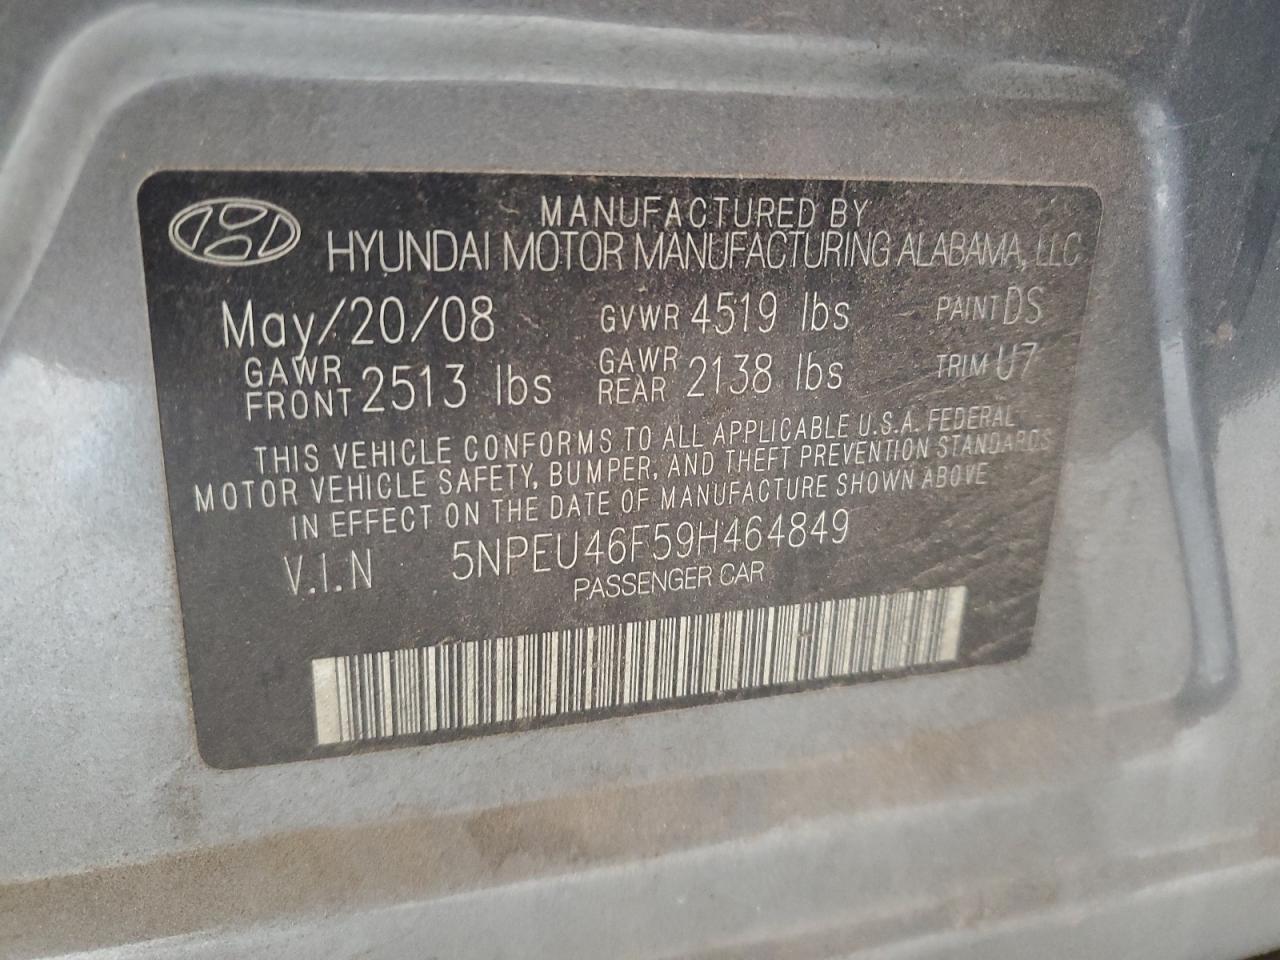 MANUFACTURED BY
HYUNDAI MOTOR MANUFACTURING ALABAMA, LLC
May/20/08 GVWR 4519 lbs PAINT DS
GAWR FRONT 2513 lbs GAWR REAR 2138 lbs TRIM U7
THIS VEHICLE CONFORMS TO ALL APPLICABLE U.S.A. FEDERAL
MOTOR VEHICLE SAFETY, BUMPER, AND THEFT PREVENTION STANDARDS
IN EFFECT ON THE DATE OF MANUFACTURE SHOWN ABOVE
V.I.N 5NPEU46F59H464849
PASSENGER CAR